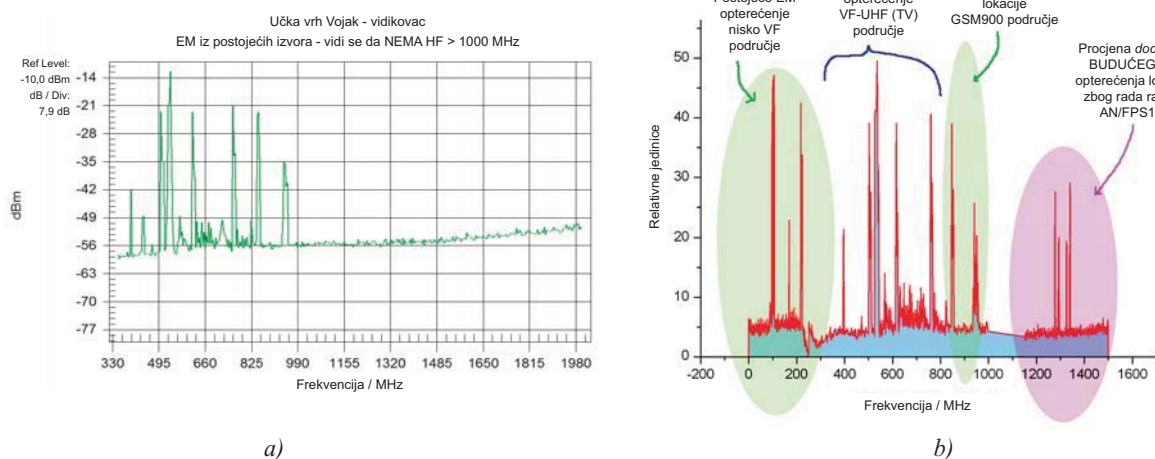 Učka vrh Vojak - vidikovac
EM iz postojećih izvora - vidi se da NEMA HF > 1000 MHz
Ref Level:
-10,0 dBm
dB / Div:
7,9 dB
-14
-21
-28
-35
-42
-49
-56
-63
-70
-77
dBm
330 495 660 825 990 1155 1320 1485 1650 1815 1980
Frekvencija / MHz
a)
opterećenje
nisko VF
područje
opterećenje
VF-UHF (TV)
područje
lokacije
GSM900 područje
Procjena
BUDUĆEG
opterećenja
zbog rada
AN/FPS1
50
40
30
20
10
0
Relativne jedinice
-200 0 200 400 600 800 1000 1200 1400 1600
Frekvencija / MHz
b)